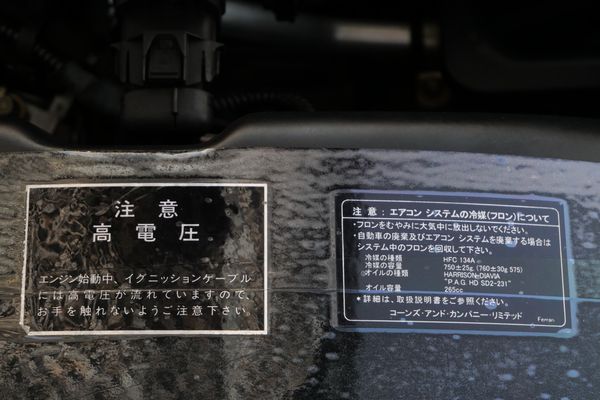 注 意
高 電 圧
エンジン始動中、イグニッションケーブル
には高電圧が流れていますので、
お手を触れないようご注意下さい。
注 意 : エアコン システムの冷媒(フロン)について
・フロンをむやみに大気中に放出しないでください。
・自動車の廃棄及びエアコン システムを廃棄する場合は
システム中のフロンを回収して下さい。
冷媒の種類 HFC 134A
冷媒の容量 750±25g (760±30g 575)
オイルの種類 HARRISON=DIAVIA
"P.A.G. HD SD2-231"
オイル容量 265cc
*詳細は、取扱説明書をご参照ください。
コーンズ・アンド・カンパニー・リミテッド
Ferrari